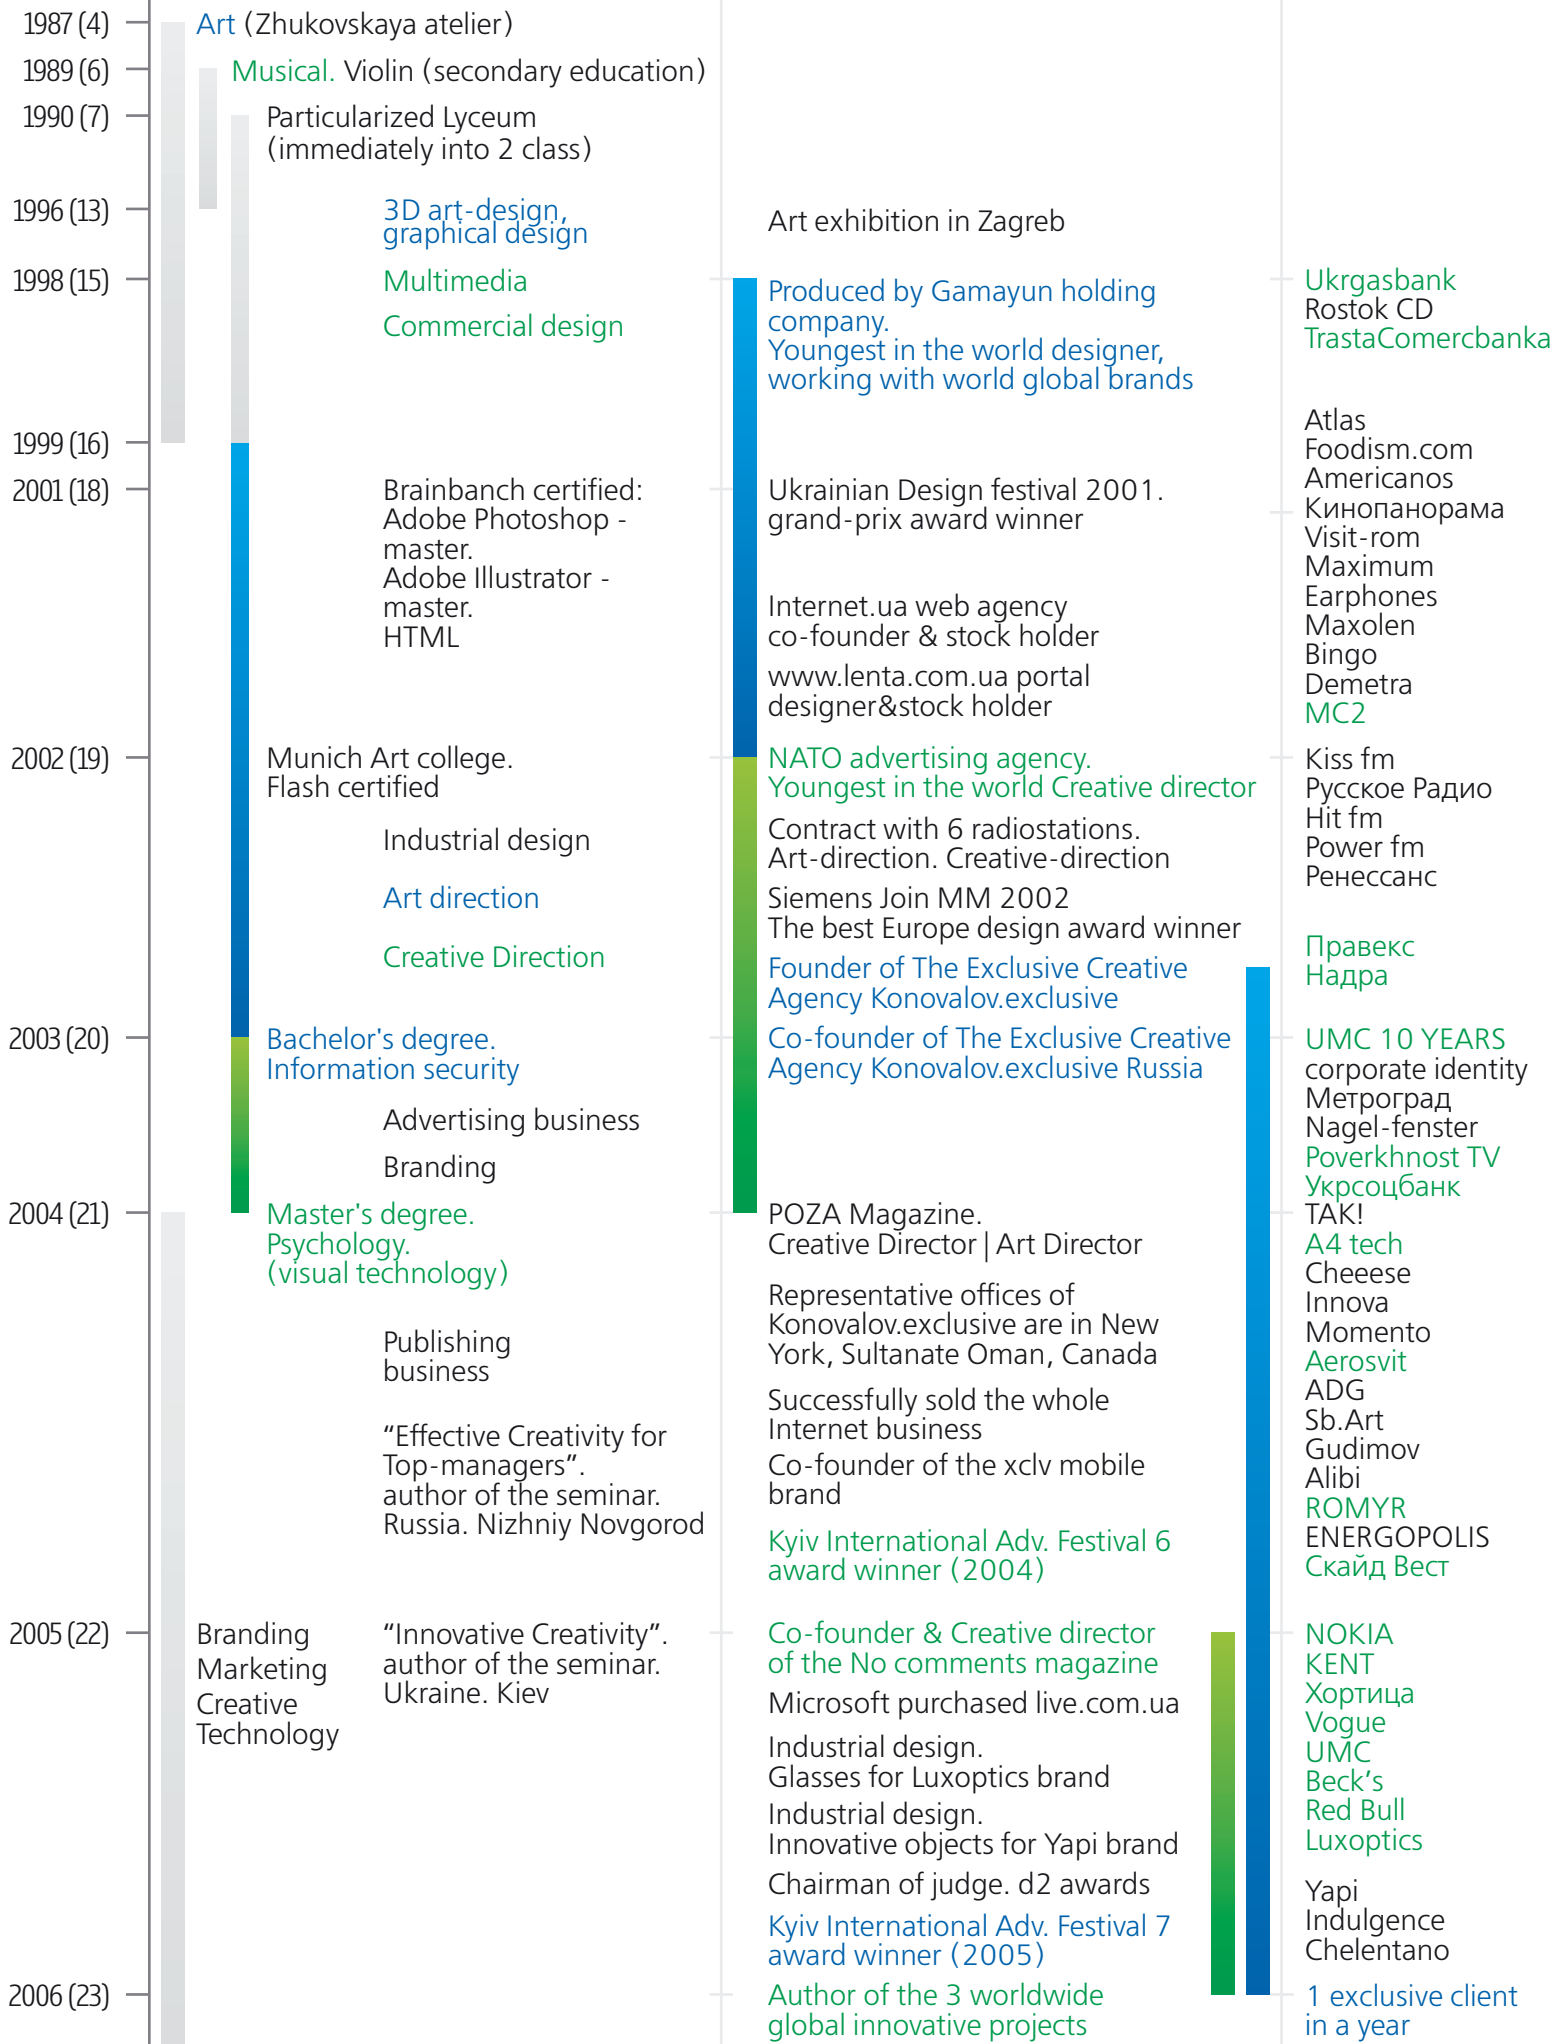 1987 (4)
Art (Zhukovskaya atelier)
1989 (6)
Musical. Violin (secondary education)
1990 (7)
Particularized Lyceum
(immediately into 2 class)
1996 (13)
3D art-design,
graphical design
Art exhibition in Zagreb
1998 (15)
Multimedia
Commercial design
Produced by Gamayun holding
company.
Youngest in the world designer,
working with world global brands
Ukrgasbank
Rostok CD
TrastaComercbanka
1999 (16)
Atlas
Foodism.com
Americanos
Кинопанорама
Visit-rom
Maximum
Earphones
Maxolen
Bingo
Demetra
MC2
2001 (18)
Brainbanch certified:
Adobe Photoshop -
master.
Adobe Illustrator -
master.
HTML
Ukrainian Design festival 2001.
grand-prix award winner
Internet.ua web agency
co-founder & stock holder
www.lenta.com.ua portal
designer&stock holder
2002 (19)
Munich Art college.
Flash certified
Industrial design
Art direction
Creative Direction
NATO advertising agency.
Youngest in the world Creative director
Contract with 6 radiostations.
Art-direction. Creative-direction
Siemens Join MM 2002
The best Europe design award winner
Founder of The Exclusive Creative
Agency Konovalov.exclusive
Kiss fm
Русское Радио
Hit fm
Power fm
Ренессанс
Правекс
Надра
2003 (20)
Bachelor's degree.
Information security
Advertising business
Branding
Co-founder of The Exclusive Creative
Agency Konovalov.exclusive Russia
UMC 10 YEARS
corporate identity
Метроград
Nagel-fenster
Poverkhnost TV
Укрсоцбанк
2004 (21)
Master's degree.
Psychology.
(visual technology)
Publishing
business
“Effective Creativity for
Top-managers”.
author of the seminar.
Russia. Nizhniy Novgorod
POZA Magazine.
Creative Director | Art Director
Representative offices of
Konovalov.exclusive are in New
York, Sultanate Oman, Canada
Successfully sold the whole
Internet business
Co-founder of the xclv mobile
brand
Kyiv International Adv. Festival 6
award winner (2004)
ТАК!
A4 tech
Cheeese
Innova
Momento
Aerosvit
ADG
Sb.Art
Gudimov
Alibi
ROMYR
ENERGOPOLIS
Скайд Вест
2005 (22)
Branding
Marketing
Creative
Technology
“Innovative Creativity”.
author of the seminar.
Ukraine. Kiev
Co-founder & Creative director
of the No comments magazine
Microsoft purchased live.com.ua
Industrial design.
Glasses for Luxoptics brand
Industrial design.
Innovative objects for Yapi brand
Chairman of judge. d2 awards
Kyiv International Adv. Festival 7
award winner (2005)
NOKIA
KENT
Хортица
Vogue
UMC
Beck’s
Red Bull
Luxoptics
Yapi
Indulgence
Chelentano
2006 (23)
Author of the 3 worldwide
global innovative projects
1 exclusive client
in a year